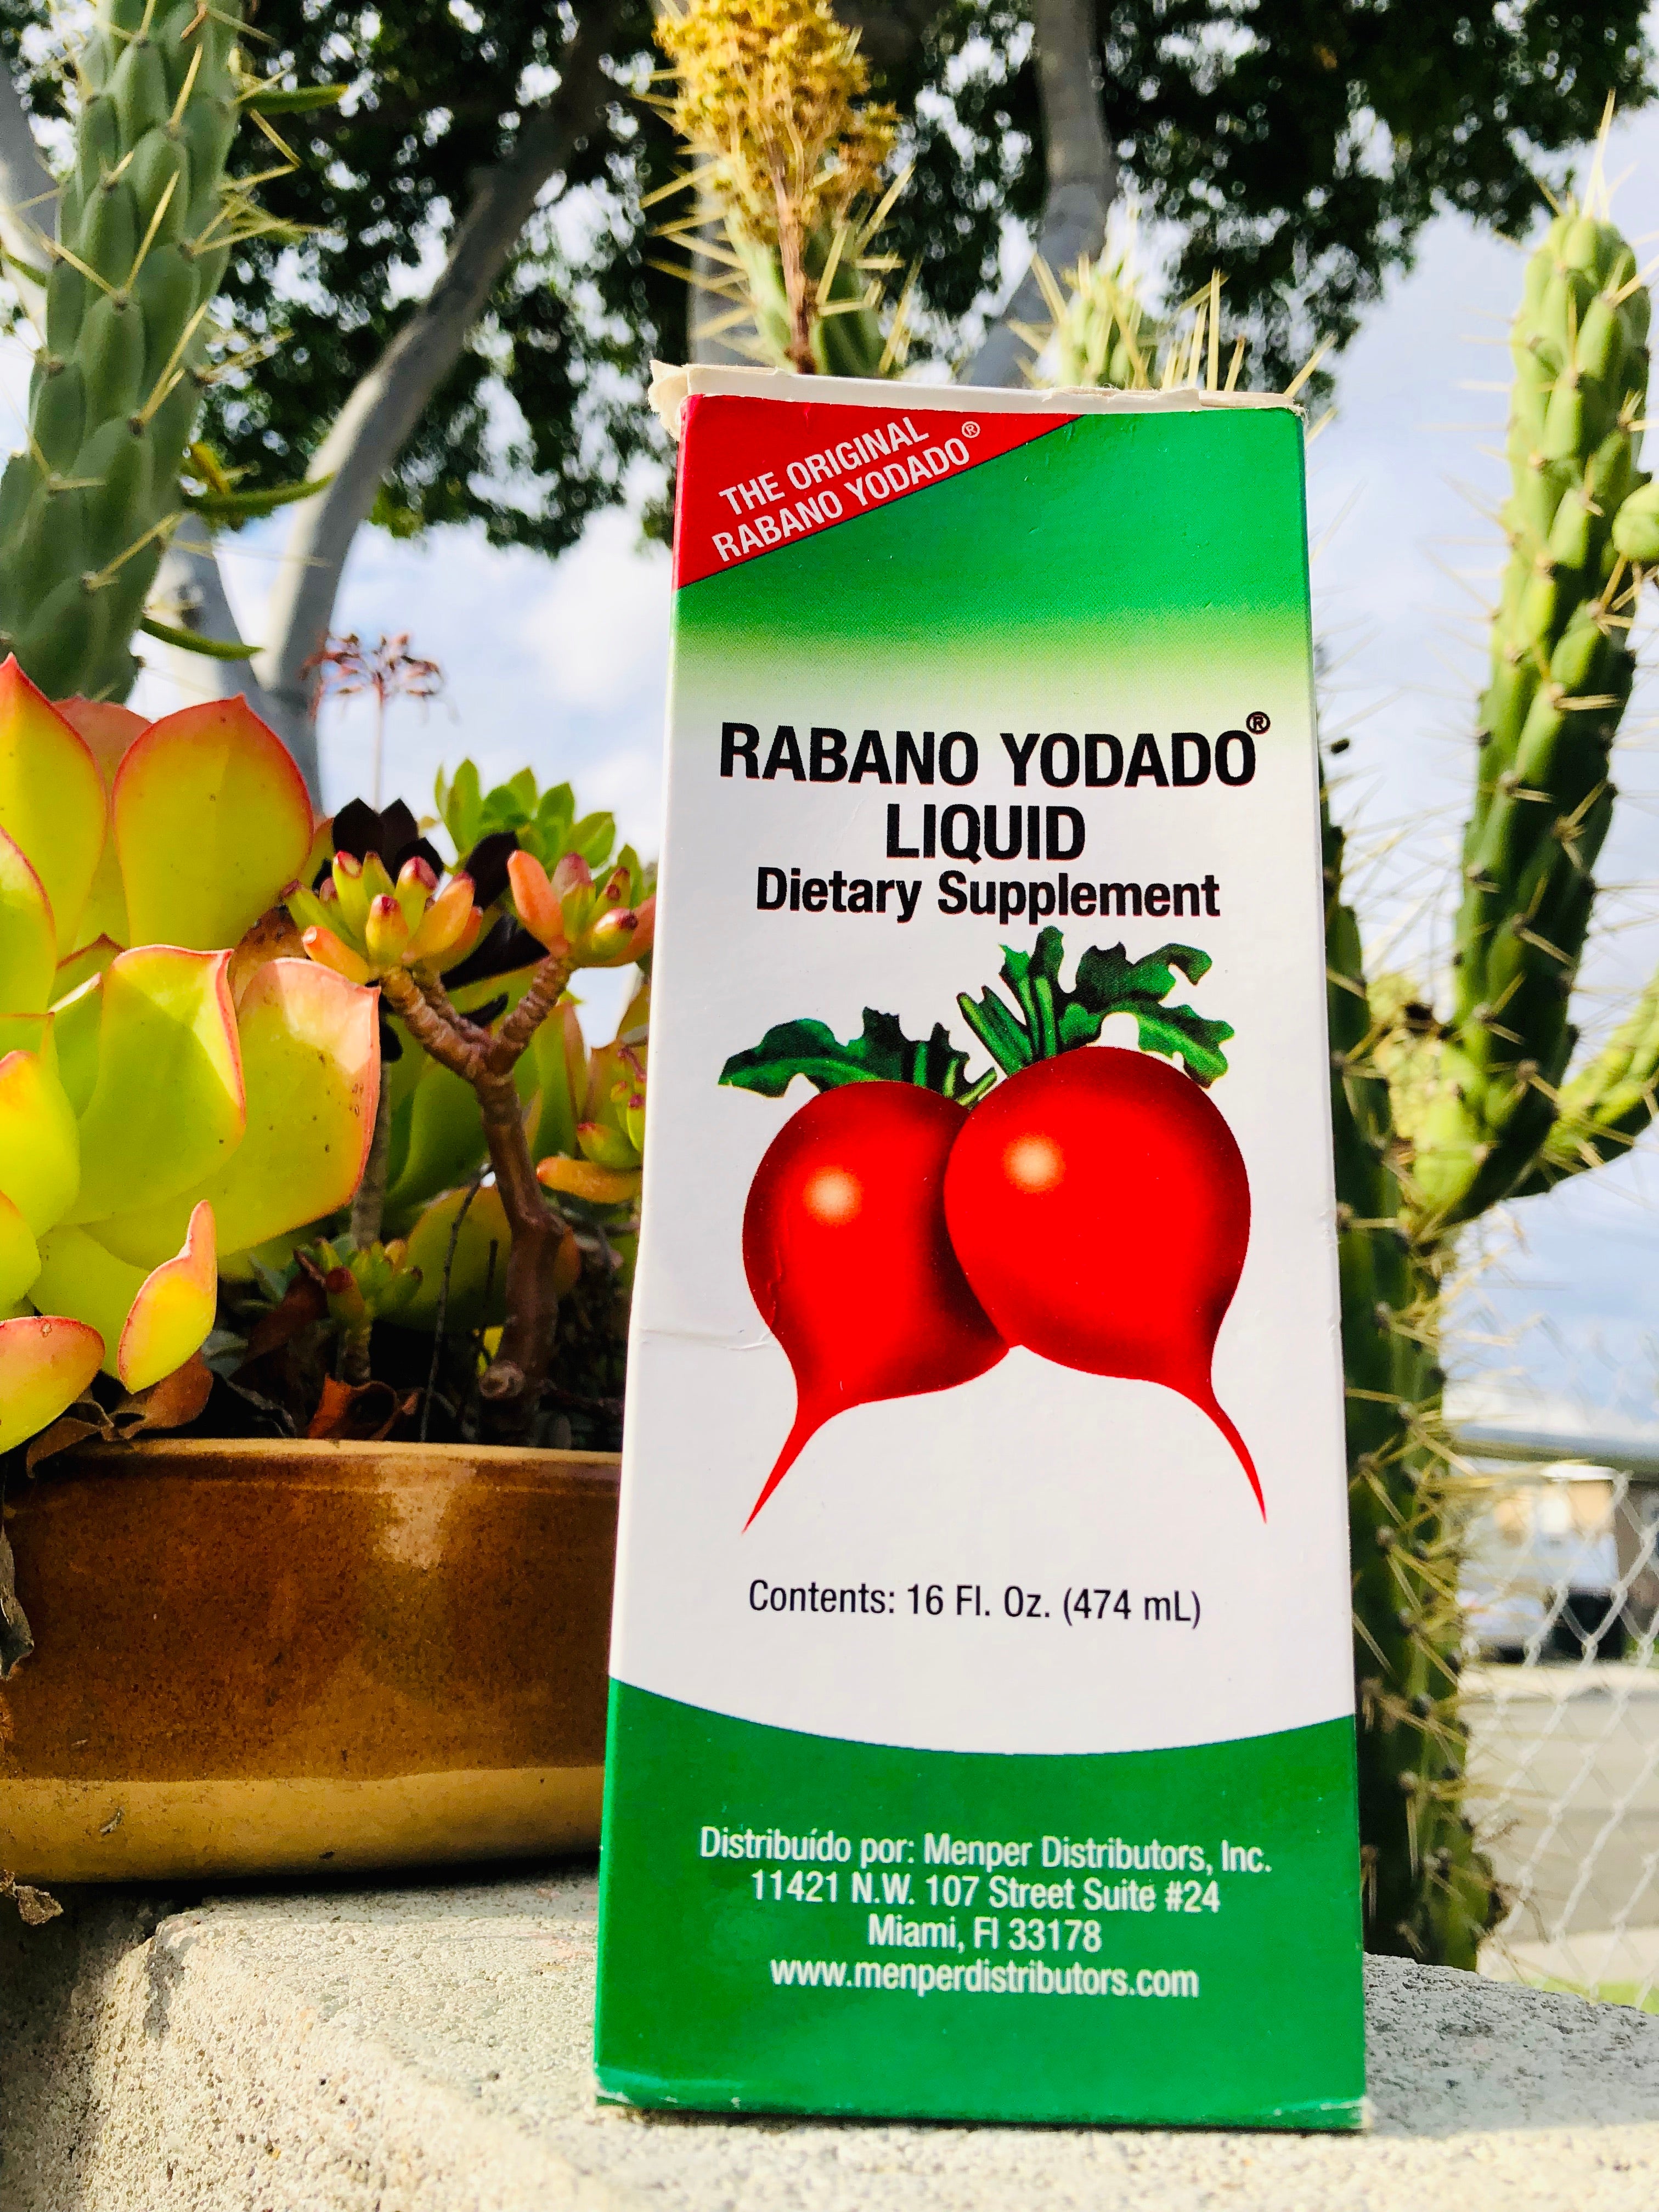 THE ORIGINAL
RABANO YODADO®
RABANO YODADO®
LIQUID
Dietary Supplement
Contents: 16 Fl. Oz. (474 mL)
Distribuído por: Menper Distributors, Inc.
11421 N.W. 107 Street Suite #24
Miami, Fl 33178
www.menperdistributors.com